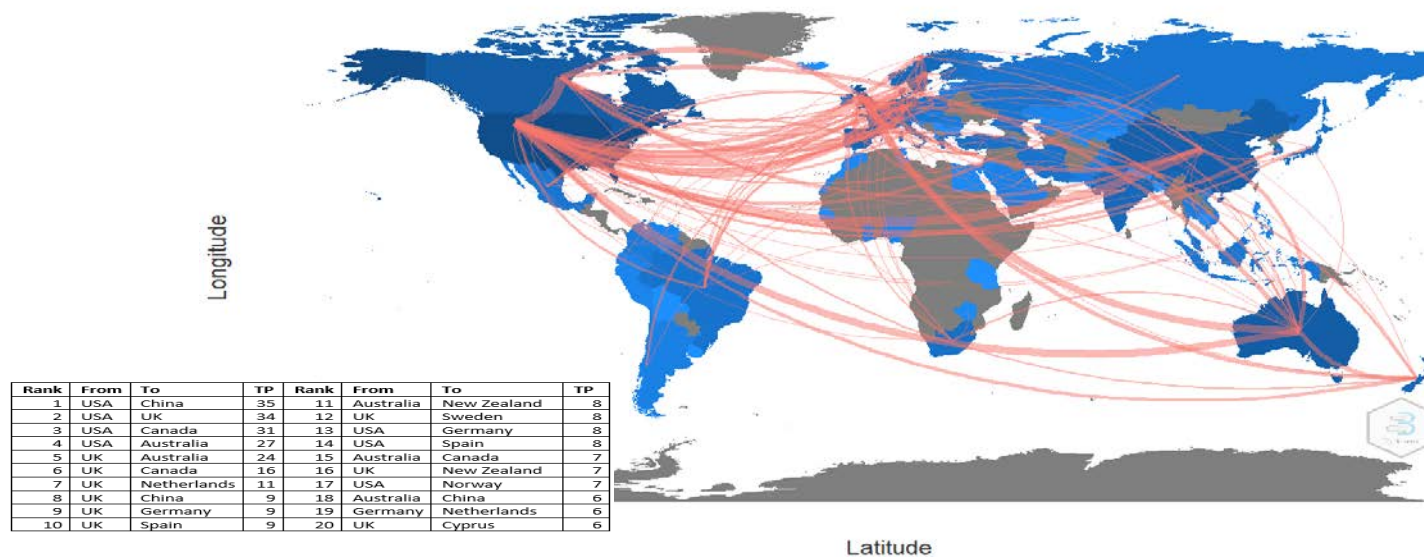 Longitude
Rank From To TP Rank From To TP
1 USA China 35 11 Australia New Zealand 8
2 USA UK 34 12 UK Sweden 8
3 USA Canada 31 13 USA Germany 8
4 USA Australia 27 14 USA Spain 8
5 UK Australia 24 15 Australia Canada 7
6 UK Canada 16 16 UK New Zealand 7
7 UK Netherlands 11 17 USA Norway 7
8 UK China 9 18 Australia China 6
9 UK Germany 9 19 Germany Netherlands 6
10 UK Spain 9 20 UK Cyprus 6
Latitude